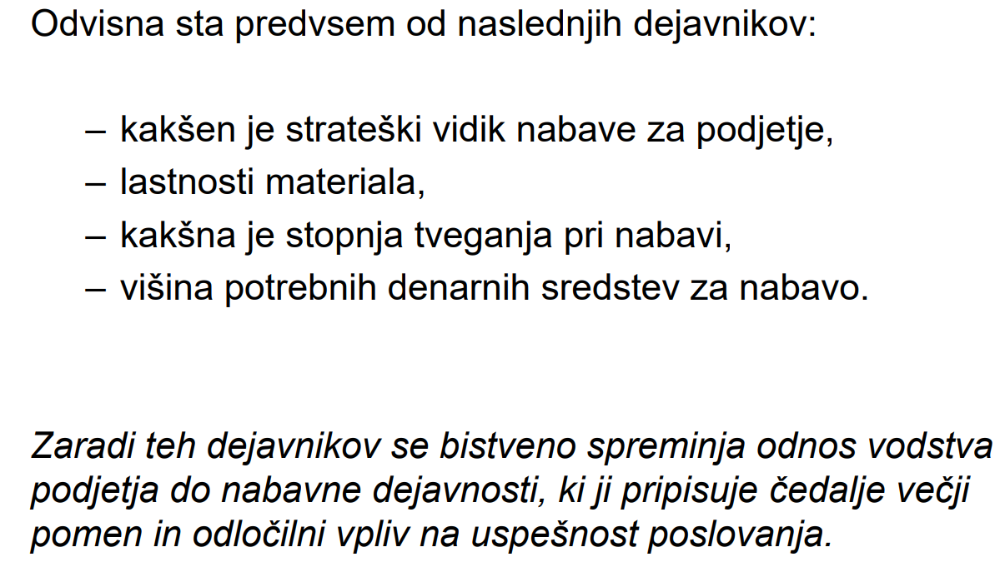 Odvisna sta predvsem od naslednjih dejavnikov:
– kakšen je strateški vidik nabave za podjetje,
– lastnosti materiala,
– kakšna je stopnja tveganja pri nabavi,
– višina potrebnih denarnih sredstev za nabavo.
Zaradi teh dejavnikov se bistveno spreminja odnos vodstva
podjetja do nabavne dejavnosti, ki ji pripisuje čedalje večji
pomen in odločilni vpliv na uspešnost poslovanja.